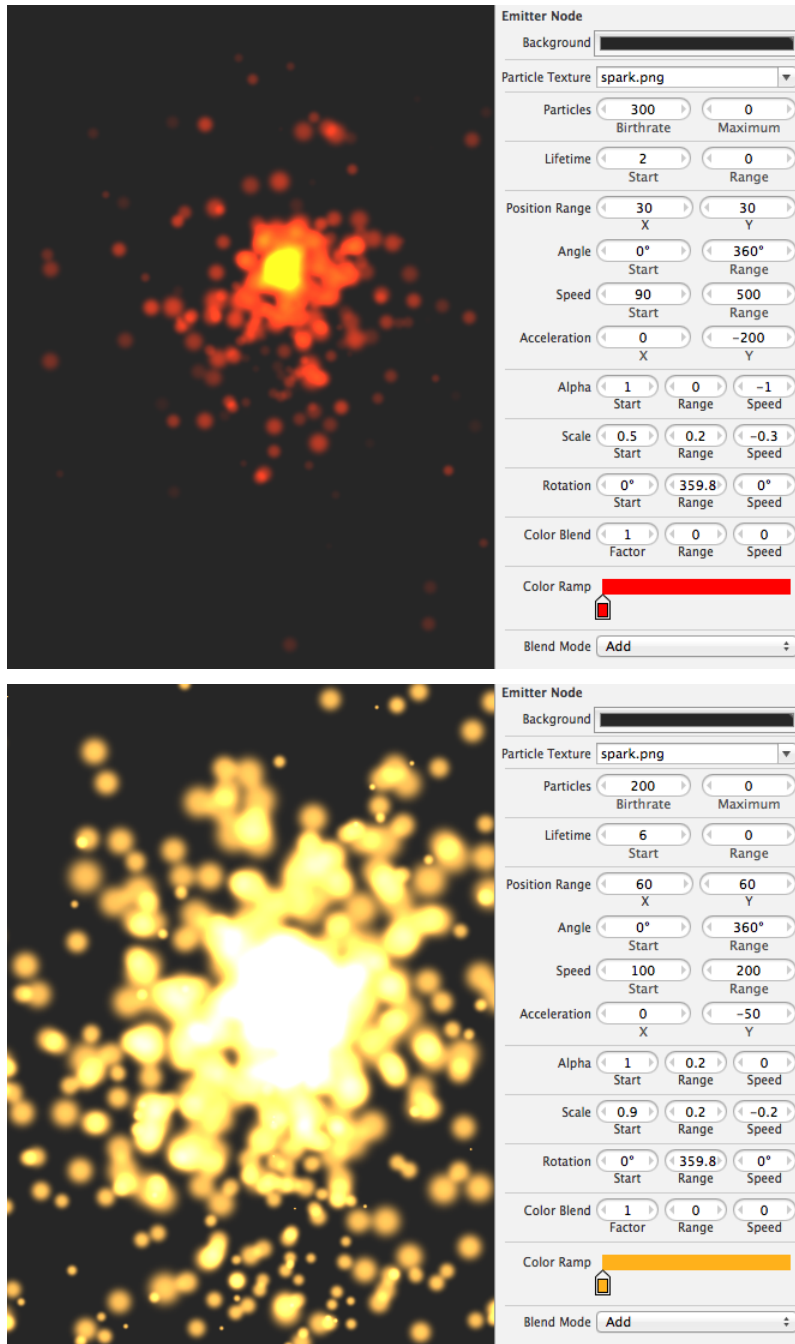 Emitter Node
Background
Particle Texture spark.png
Particles 300 0
Birthrate Maximum
Lifetime 2 0
Start Range
Position Range 30 30
X Y
Angle 0° 360°
Start Range
Speed 90 500
Start Range
Acceleration 0 -200
X Y
Alpha 1 0 -1
Start Range Speed
Scale 0.5 0.2 -0.3
Start Range Speed
Rotation 0° 359.8 0°
Start Range Speed
Color Blend 1 0 0
Factor Range Speed
Color Ramp
Blend Mode Add
Emitter Node
Background
Particle Texture spark.png
Particles 200 0
Birthrate Maximum
Lifetime 6 0
Start Range
Position Range 60 60
X Y
Angle 0° 360°
Start Range
Speed 100 200
Start Range
Acceleration 0 -50
X Y
Alpha 1 0.2 0
Start Range Speed
Scale 0.9 0.2 -0.2
Start Range Speed
Rotation 0° 359.8 0°
Start Range Speed
Color Blend 1 0 0
Factor Range Speed
Color Ramp
Blend Mode Add